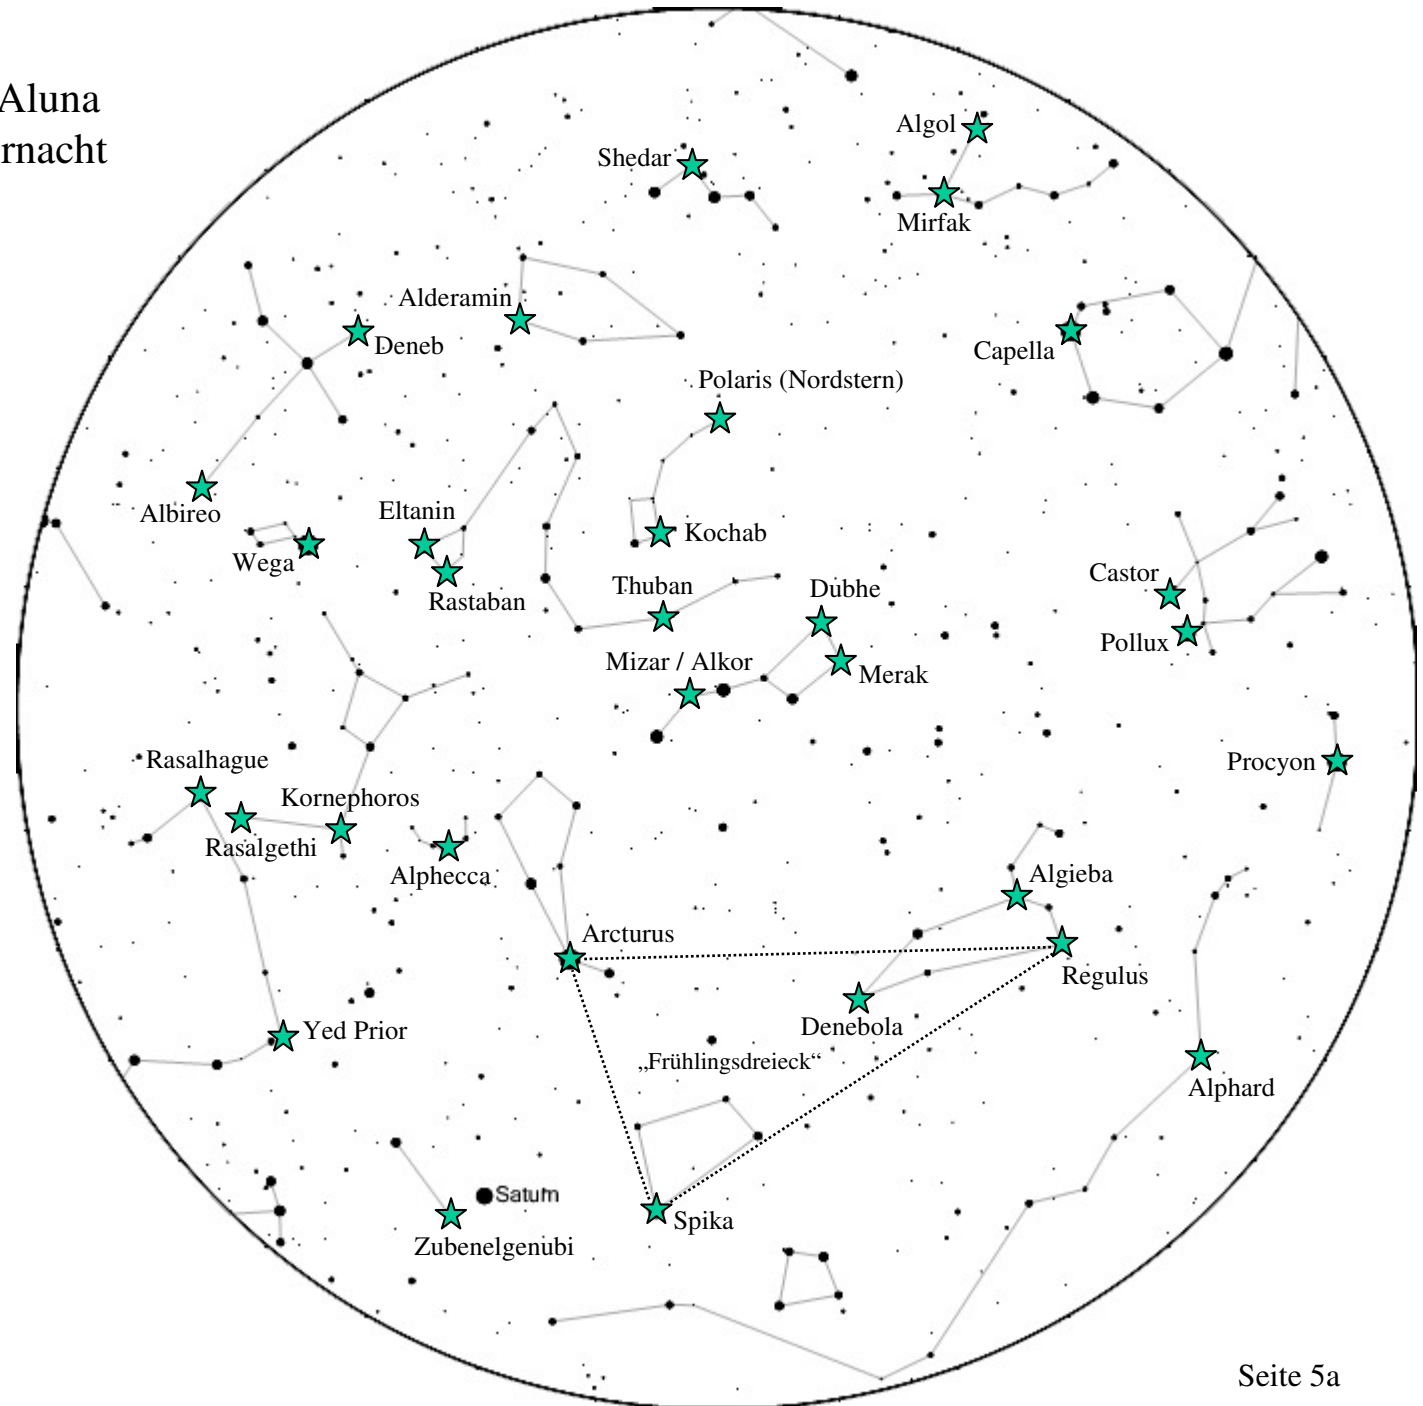 Aluna
rnacht
Algol
Shedar
Mirfak
Alderamin
Deneb
Capella
Polaris (Nordstern)
Albireo
Eltanin
Wega
Kochab
Rastaban
Thuban
Dubhe
Castor
Pollux
Mizar / Alkor
Merak
Rasalhague
Procyon
Kornephoros
Rasalgethi
Alphecca
Algieba
Arcturus
Regulus
Denebola
Yed Prior
„Frühlingsdreieck“
Alphard
Saturn
Spika
Zubenelgenubi
Seite 5a